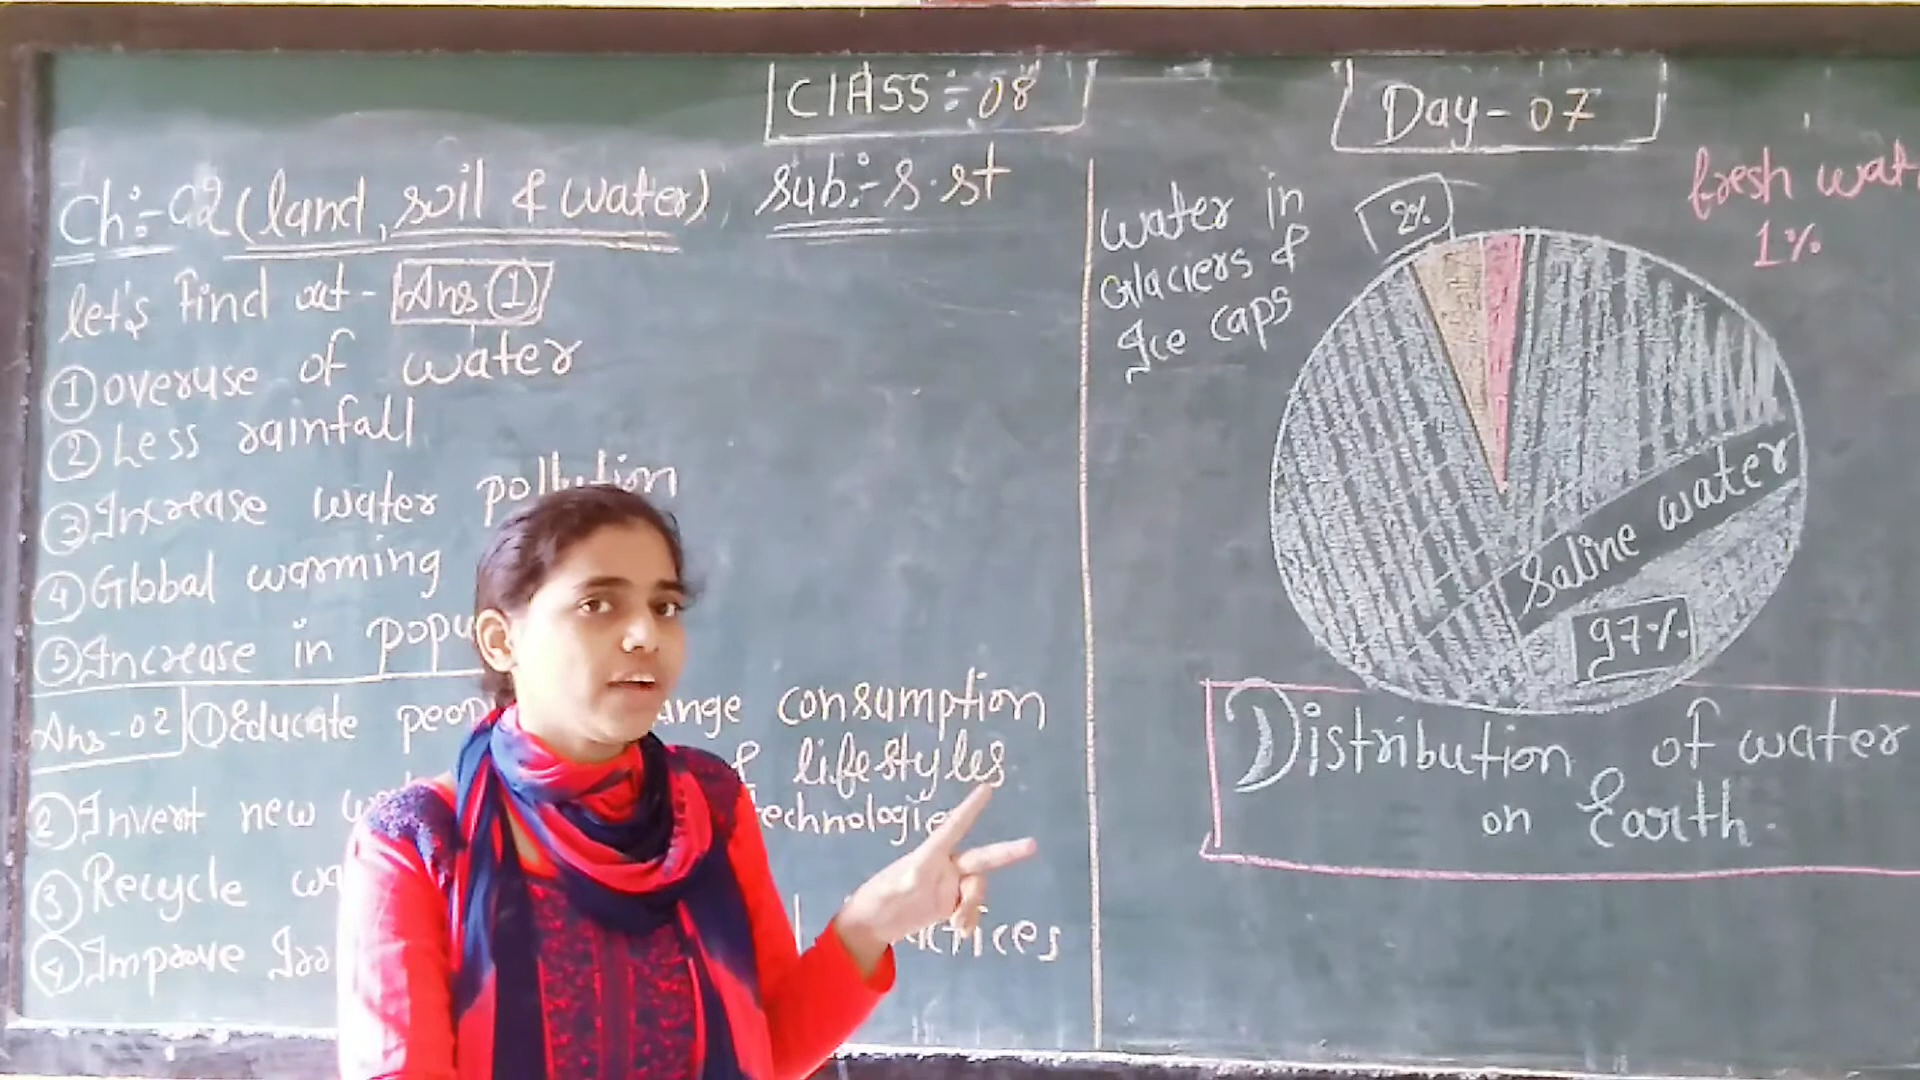 CLASS:- 08
Day- 07
Ch:- 02 (land, soil & water), sub:- s.st
let's Find out - Ans (1)
① overuse of water
② Less rainfall
③ Increase water pollution
④ Global warming
⑤ Increase in
Ans-02 ① Educate consumption
& lifestyles
② new
③ Recycle
④ Improve
water in
Glaciers &
Ice caps
2%
fresh
1%
Saline water
97%
Distribution of water
on Earth.